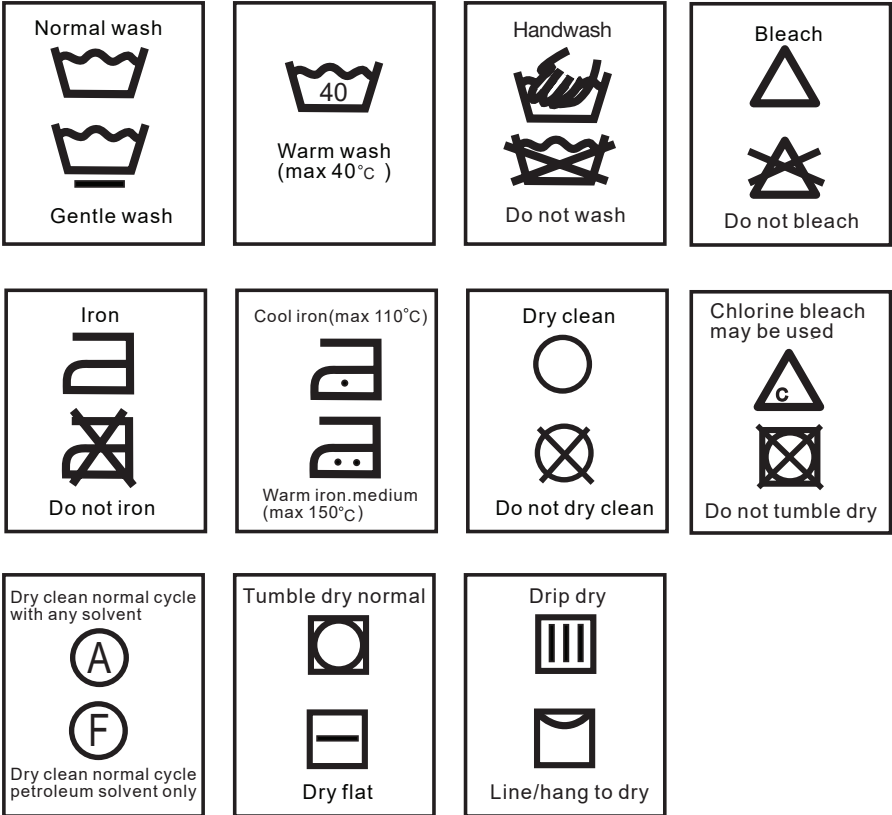 Normal wash
Gentle wash
40
Warm wash
(max 40°C )
Handwash
Do not wash
Bleach
Do not bleach
Iron
Do not iron
Cool iron(max 110°C)
Warm iron.medium
(max 150°C)
Dry clean
Do not dry clean
Chlorine bleach
may be used
C
Do not tumble dry
Dry clean normal cycle
with any solvent
A
F
Dry clean normal cycle
petroleum solvent only
Tumble dry normal
Dry flat
Drip dry
Line/hang to dry